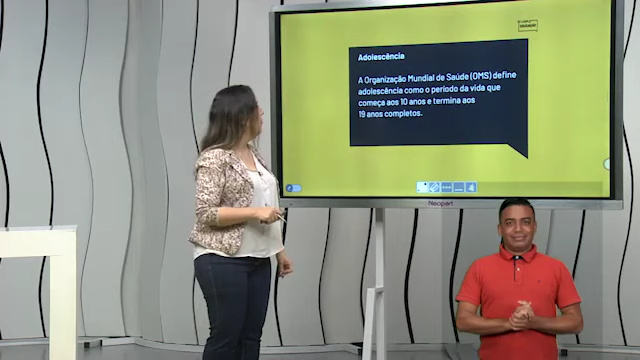 EDUCAÇÃO
Adolescência
A Organização Mundial de Saúde (OMS) define
adolescência como o período da vida que
começa aos 10 anos e termina aos
19 anos completos.
Neopart